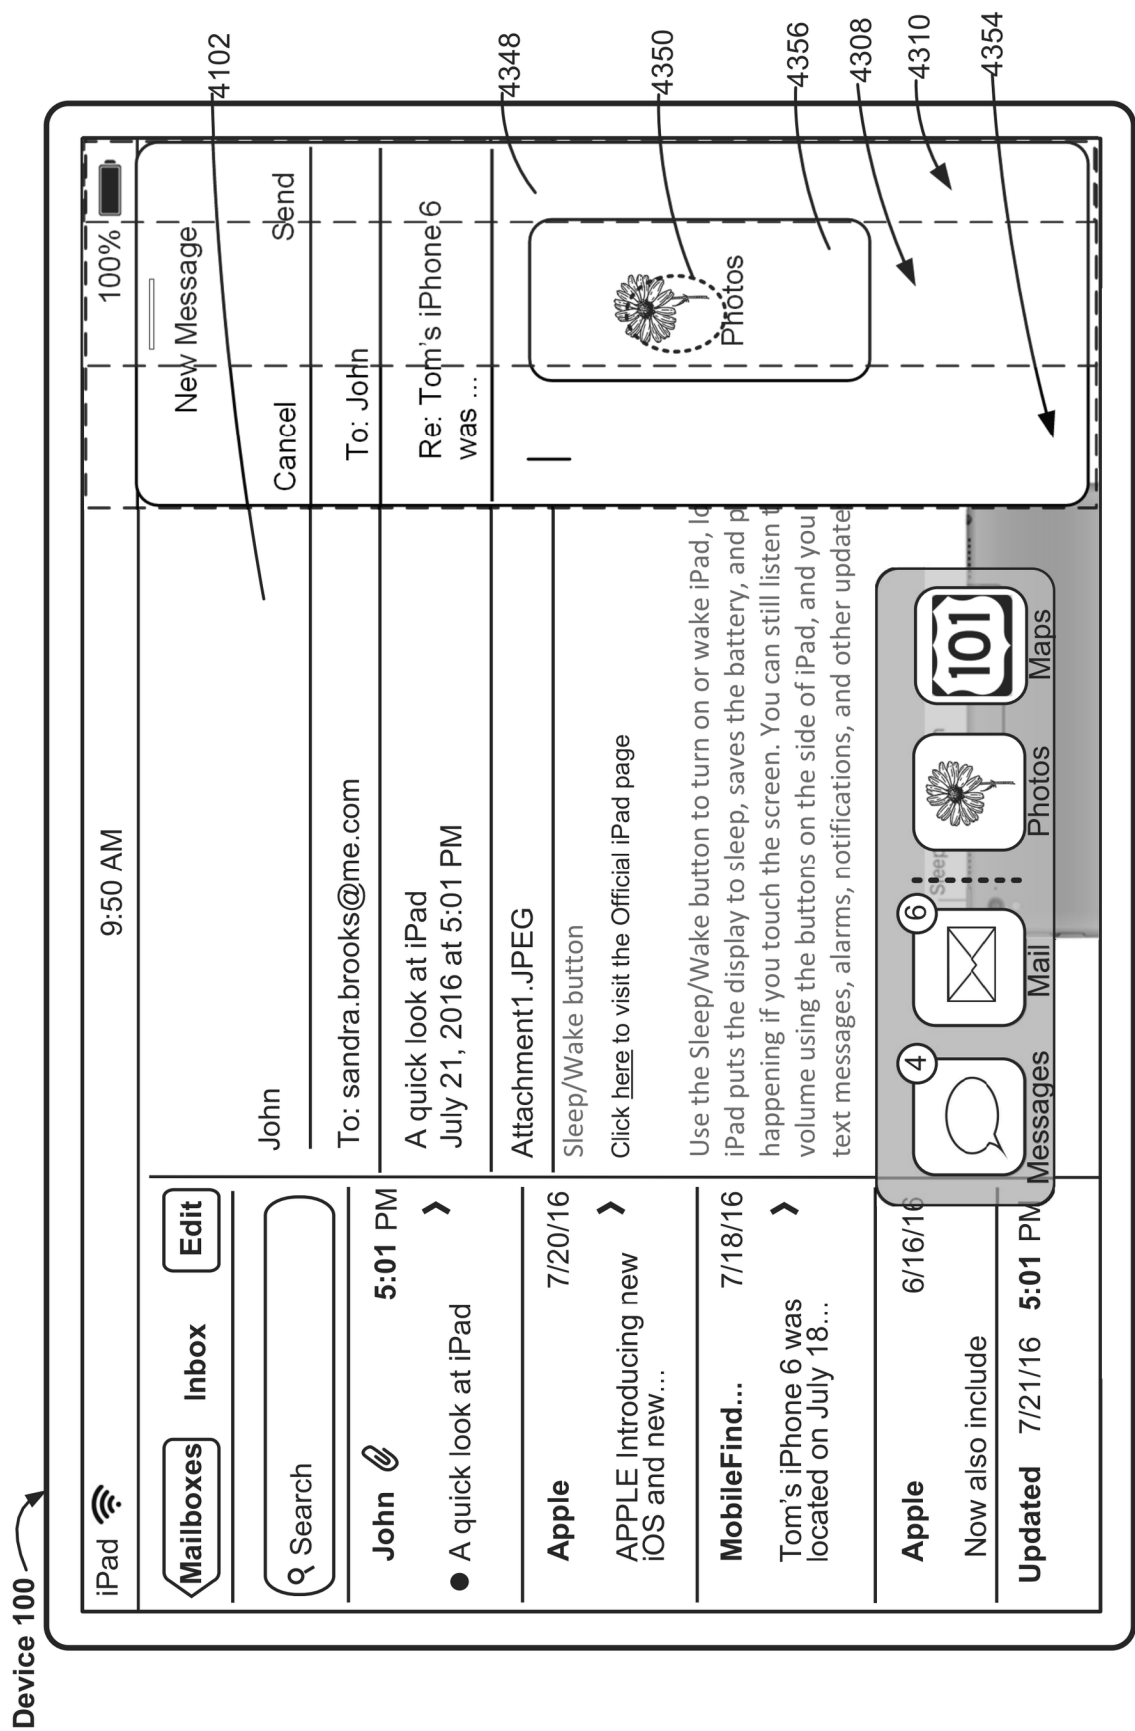 Device 100
iPad
9:50 AM
100%
Mailboxes
Inbox
Edit
Search
John
5:01 PM
A quick look at iPad
Apple
7/20/16
APPLE Introducing new
iOS and new...
MobileFind...
7/18/16
Tom's iPhone 6 was
located on July 18...
Apple
6/16/16
Now also include
Updated 7/21/16 5:01 PM
John
To: sandra.brooks@me.com
A quick look at iPad
July 21, 2016 at 5:01 PM
Attachment1.JPEG
Sleep/Wake button
Click here to visit the Official iPad page
Use the Sleep/Wake button to turn on or wake iPad, lo
iPad puts the display to sleep, saves the battery, and p
happening if you touch the screen. You can still listen t
volume using the buttons on the side of iPad, and you
text messages, alarms, notifications, and other update
Sleep
4
6
101
Messages
Mail
Photos
Maps
New Message
Cancel
Send
To: John
Re: Tom's iPhone 6
was ...
Photos
4102
4348
4350
4356
4308
4310
4354